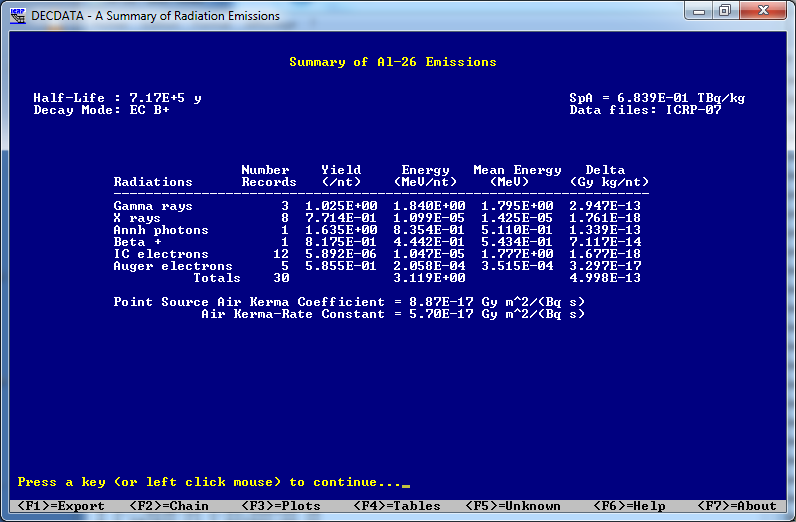 DECDATA - A Summary of Radiation Emissions
Summary of Al-26 Emissions
Half-Life : 7.17E+5 y SpA = 6.839E-01 TBq/kg
Decay Mode: EC B+ Data files: ICRP-07
Number Yield Energy Mean Energy Delta
Radiations Records (/nt) (MeV/nt) (MeV) (Gy kg/nt)
Gamma rays 3 1.025E+00 1.840E+00 1.795E+00 2.947E-13
X rays 8 7.714E-01 1.099E-05 1.425E-05 1.761E-18
Annh photons 1 1.635E+00 8.354E-01 5.110E-01 1.339E-13
Beta + 1 8.175E-01 4.442E-01 5.434E-01 7.117E-14
IC electrons 12 5.892E-06 1.047E-05 1.777E+00 1.677E-18
Auger electrons 5 5.855E-01 2.058E-04 3.515E-04 3.297E-17
Totals 30 3.119E+00 4.998E-13
Point Source Air Kerma Coefficient = 8.87E-17 Gy m^2/(Bq s)
Air Kerma-Rate Constant = 5.70E-17 Gy m^2/(Bq s)
Press a key (or left click mouse) to continue..._
<F1>=Export <F2>=Chain <F3>=Plots <F4>=Tables <F5>=Unknown <F6>=Help <F7>=About